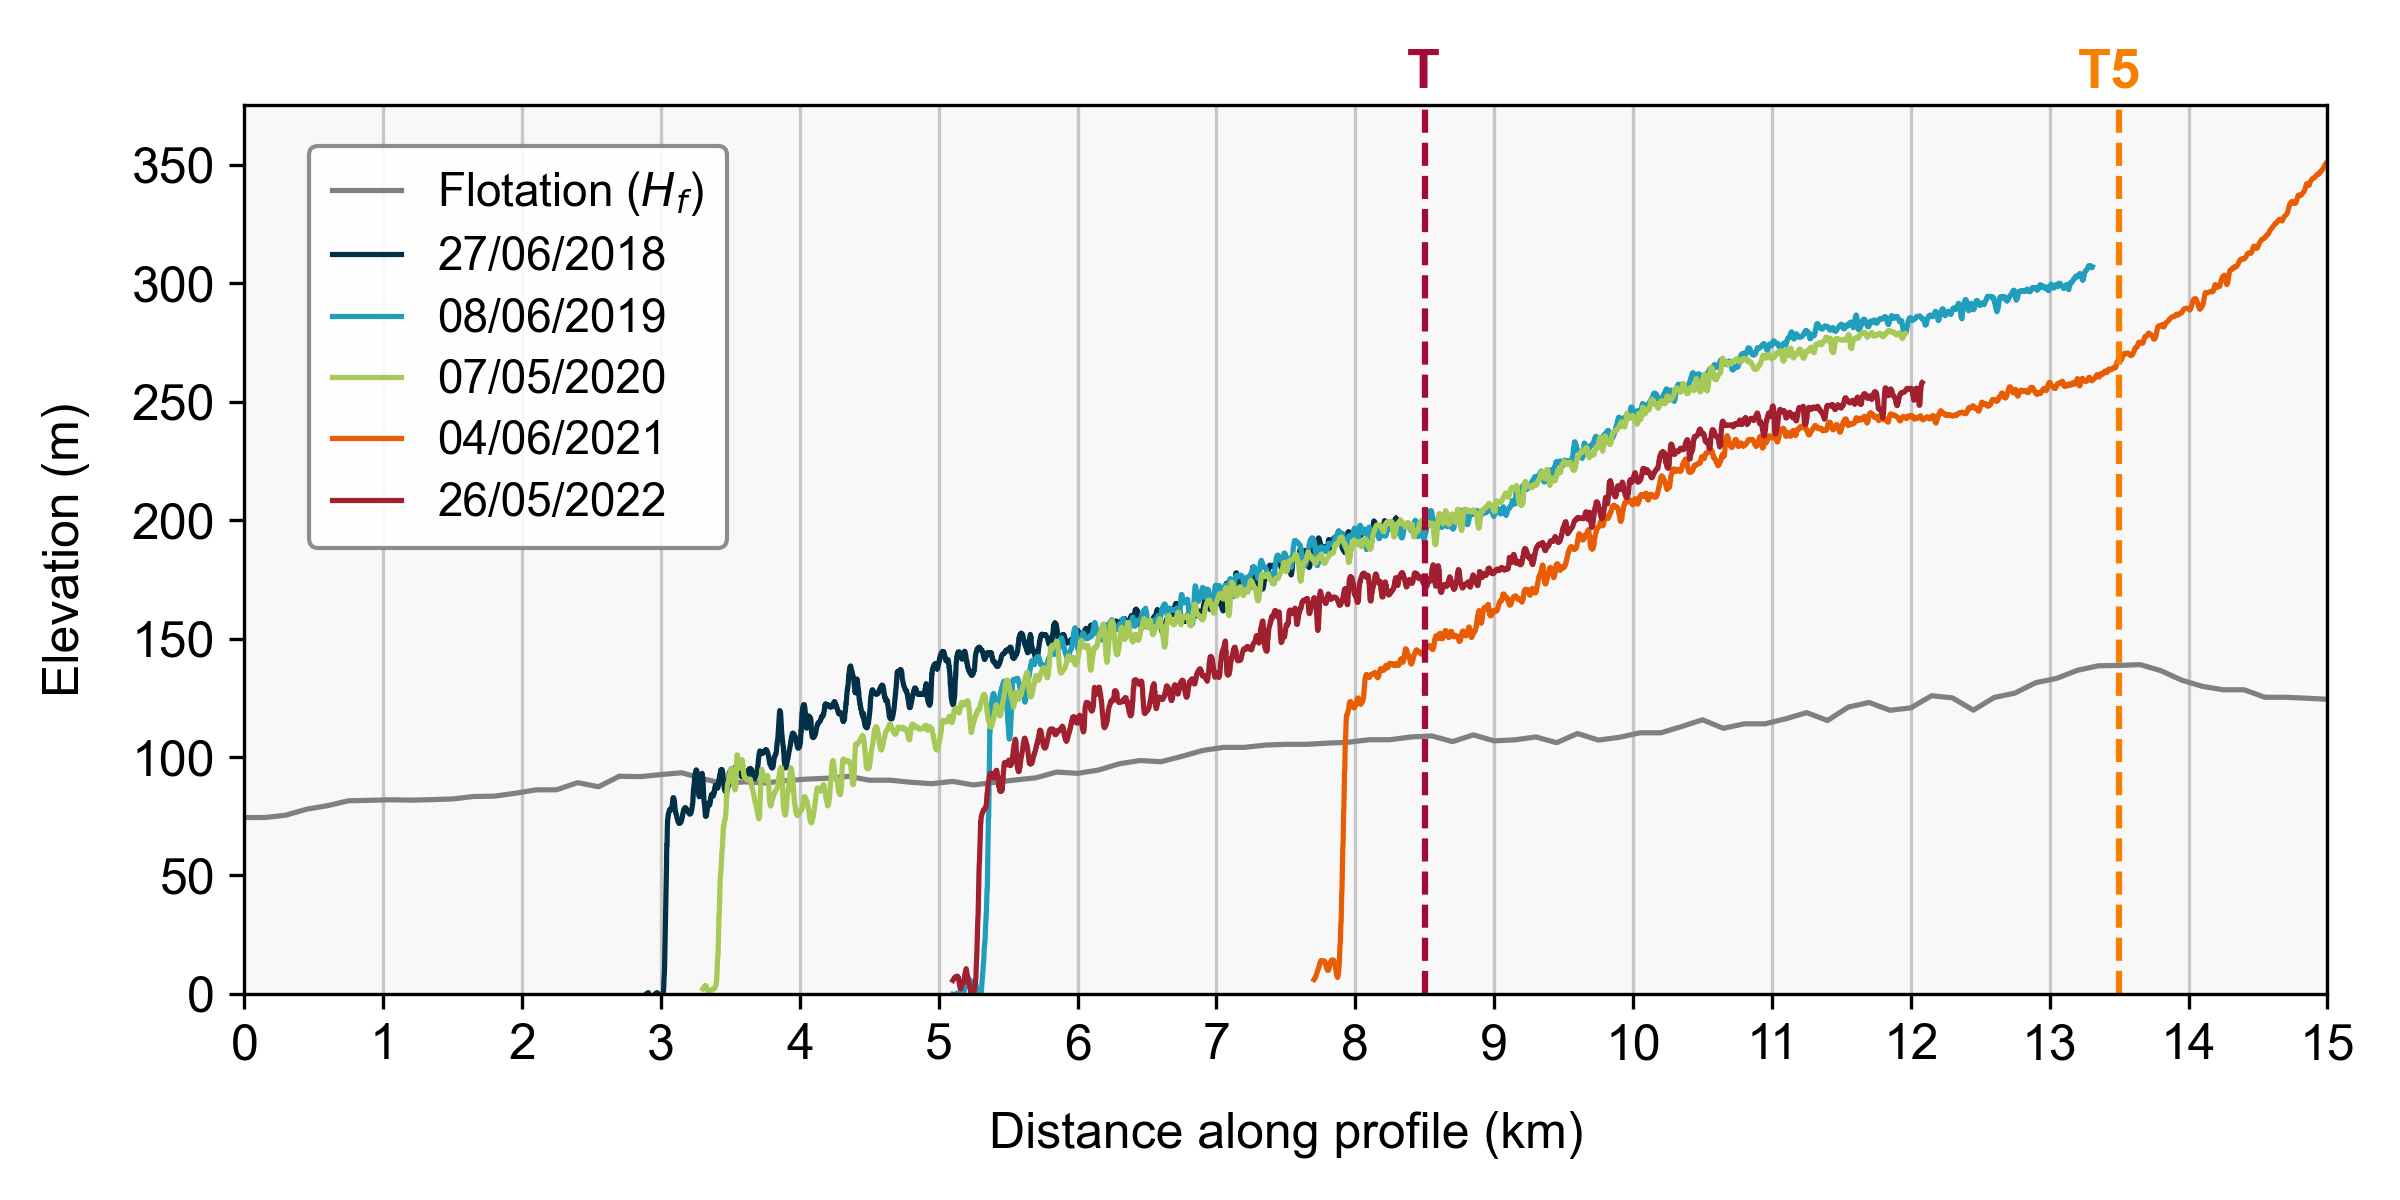 T
T5
350
300
250
200
150
100
50
0
Elevation (m)
Flotation (H_f)
27/06/2018
08/06/2019
07/05/2020
04/06/2021
26/05/2022
0 1 2 3 4 5 6 7 8 9 10 11 12 13 14 15
Distance along profile (km)